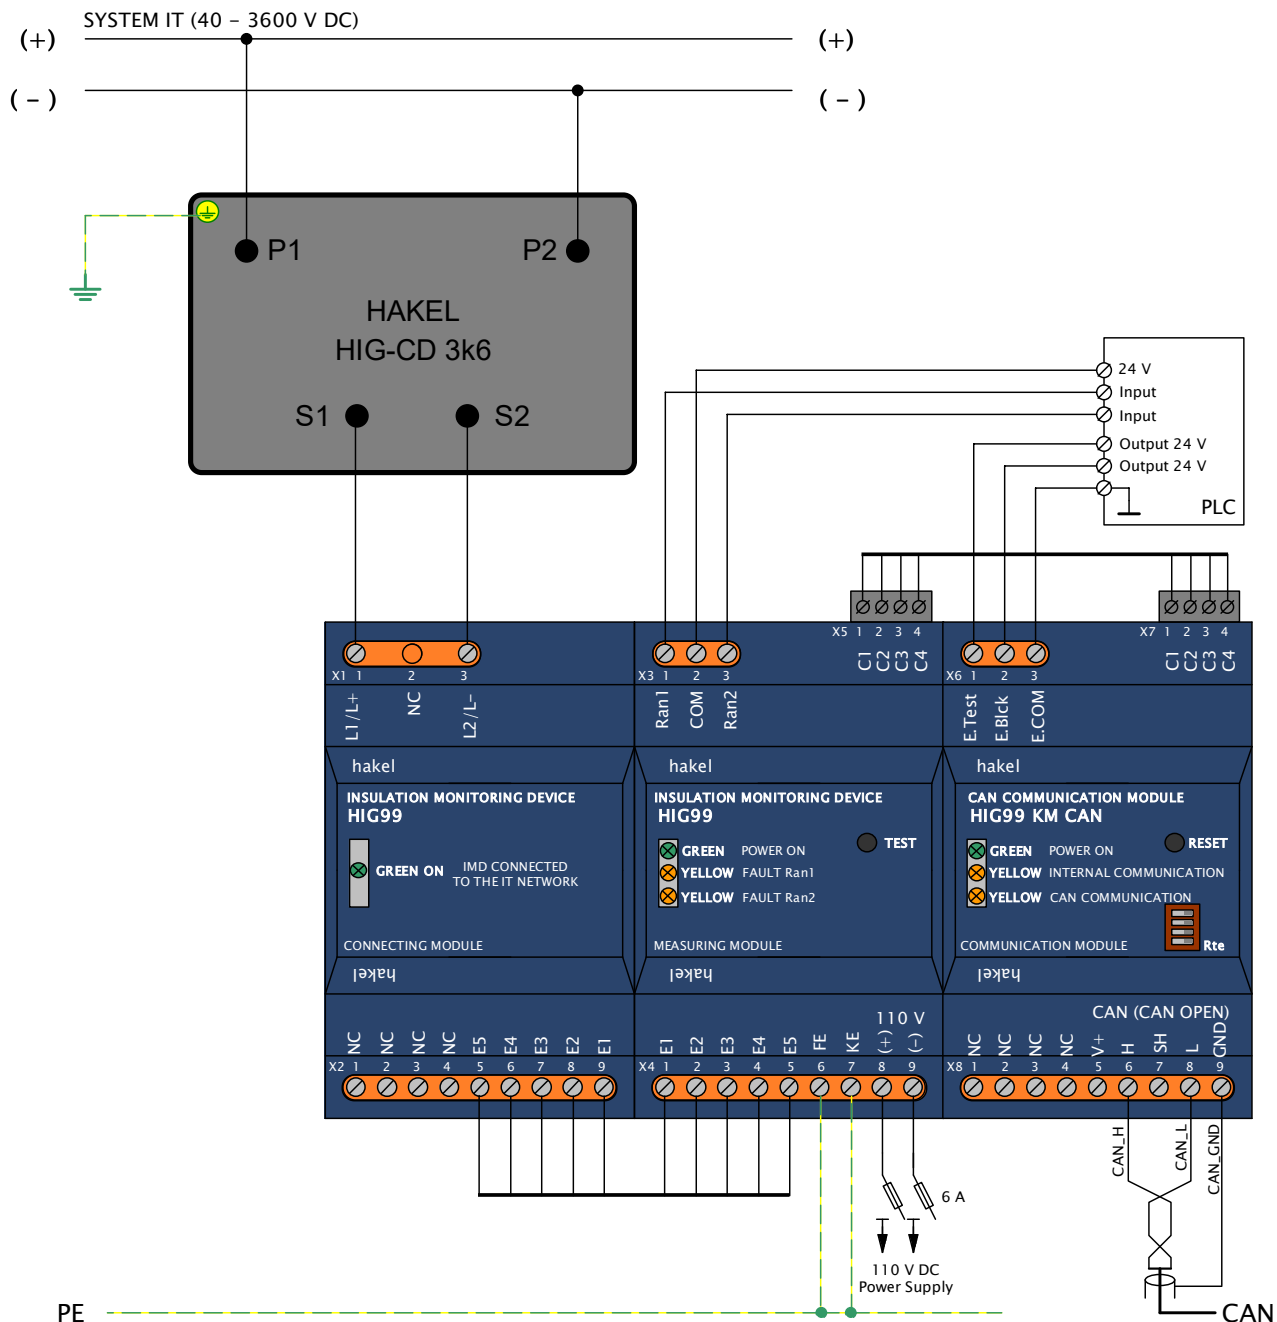 SYSTEM IT (40 – 3600 V DC)
(+) (+)
( – ) ( – )
P1 P2
HAKEL
HIG-CD 3k6
S1 S2
24 V
Input
Input
Output 24 V
Output 24 V
PLC
X1 1 2 3
L1/L+ NC L2/L-
X3 1 2 3
Ran1 COM Ran2
X5 1 2 3 4
C1 C2 C3 C4
X6 1 2 3
E.Test E.Blck E.COM
X7 1 2 3 4
C1 C2 C3 C4
hakel
INSULATION MONITORING DEVICE
HIG99
GREEN ON
IMD CONNECTED
TO THE IT NETWORK
CONNECTING MODULE
hakel
hakel
INSULATION MONITORING DEVICE
HIG99
TEST
GREEN POWER ON
YELLOW FAULT Ran1
YELLOW FAULT Ran2
MEASURING MODULE
hakel
hakel
CAN COMMUNICATION MODULE
HIG99 KM CAN
RESET
GREEN POWER ON
YELLOW INTERNAL COMMUNICATION
YELLOW CAN COMMUNICATION
COMMUNICATION MODULE
Rte
hakel
NC NC NC NC E5 E4 E3 E2 E1
X2 1 2 3 4 5 6 7 8 9
110 V
E1 E2 E3 E4 E5 FE KE (+) (-)
X4 1 2 3 4 5 6 7 8 9
CAN (CAN OPEN)
NC NC NC NC V+ H SH L GND
X8 1 2 3 4 5 6 7 8 9
CAN_H CAN_L CAN_GND
6 A
110 V DC
Power Supply
PE
CAN